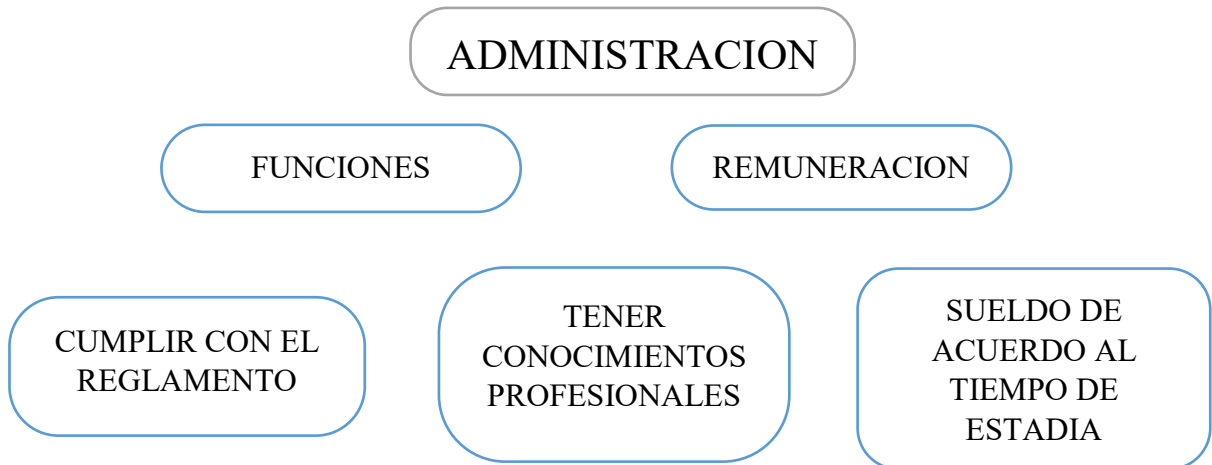 ADMINISTRACION
FUNCIONES
REMUNERACION
CUMPLIR CON EL
REGLAMENTO
TENER
CONOCIMIENTOS
PROFESIONALES
SUELDO DE
ACUERDO AL
TIEMPO DE
ESTADIA